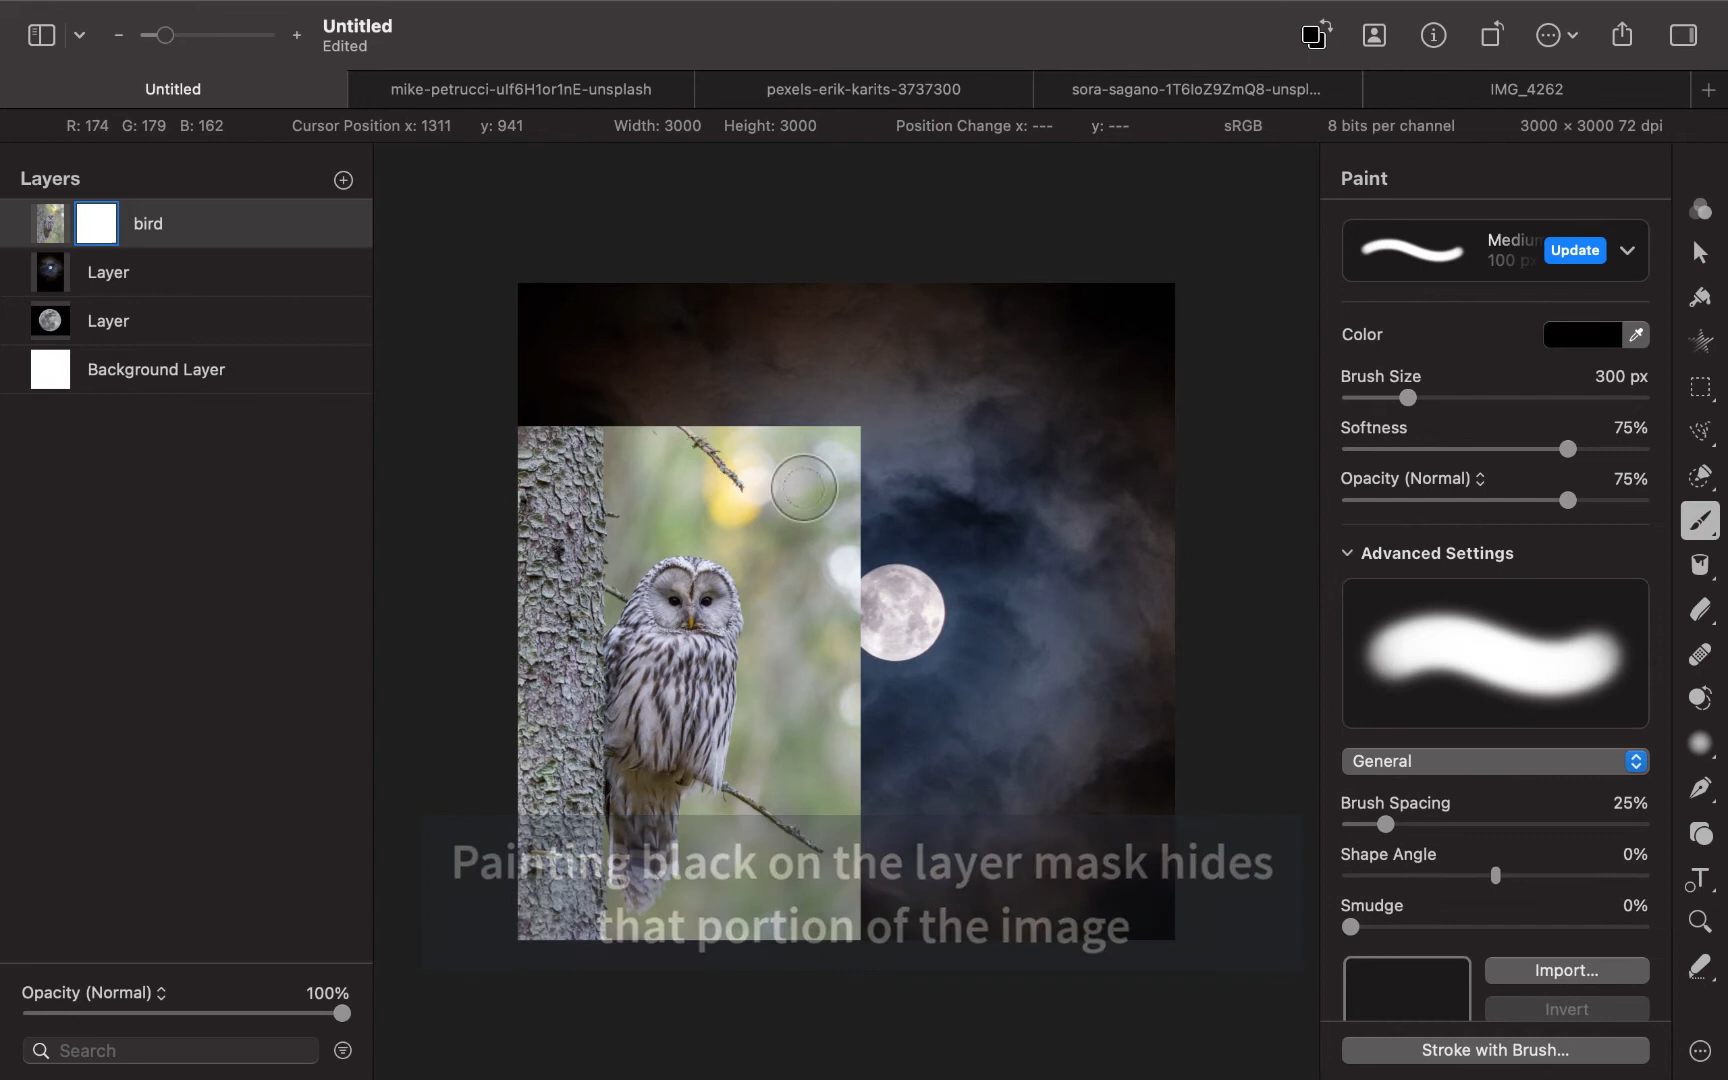 Untitled
Edited
Untitled
mike-petrucci-uIf6H1or1nE-unsplash
pexels-erik-karits-3737300
sora-sagano-1T6IoZ9ZmQ8-unspl...
IMG_4262
R: 174 G: 179 B: 162
Cursor Position x: 1311 y: 941
Width: 3000 Height: 3000
Position Change x: --- y: ---
sRGB
8 bits per channel
3000 × 3000 72 dpi
Layers
bird
Layer
Layer
Background Layer
Opacity (Normal) 100%
Search
Painting black on the layer mask hides
that portion of the image
Paint
Update
100 px
Color
Brush Size 300 px
Softness 75%
Opacity (Normal) 75%
Advanced Settings
General
Brush Spacing 25%
Shape Angle 0%
Smudge 0%
Import...
Invert
Stroke with Brush...